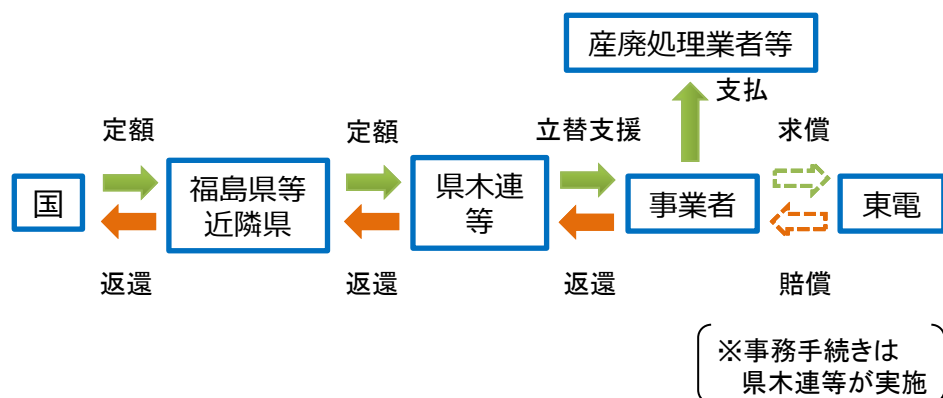 産廃処理業者等
支払
定額
定額
立替支援
求償
国
福島県等
近隣県
県木連
等
事業者
東電
返還
返還
返還
賠償
※事務手続きは
県木連等が実施